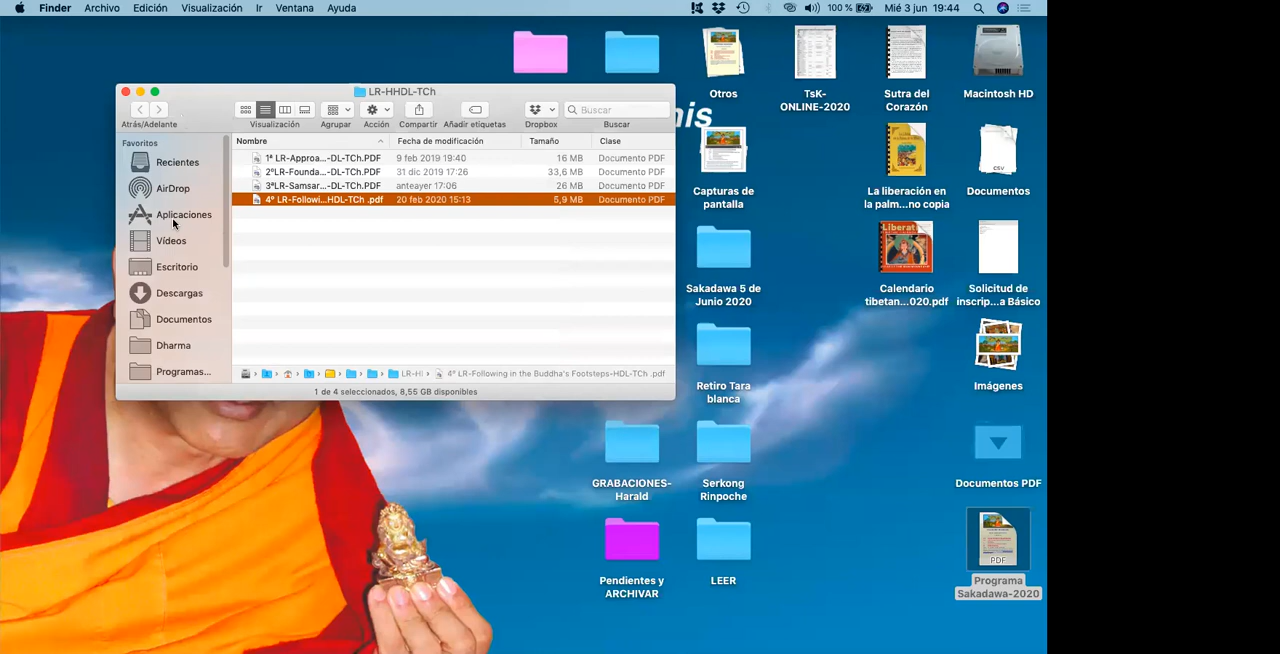 Finder Archivo Edición Visualización Ir Ventana Ayuda 100 % Mié 3 jun 19:44
LR-HHDL-TCh
Buscar
Atrás/Adelante Visualización Agrupar Acción Compartir Añadir etiquetas Dropbox Buscar
Favoritos
Recientes
AirDrop
Aplicaciones
Vídeos
Escritorio
Descargas
Documentos
Dharma
Programas...
Nombre Fecha de modificación Tamaño Clase
1ª LR-Approa...-DL-TCh.PDF 9 feb 2019 19:40 16 MB Documento PDF
2ºLR-Founda...-DL-TCh.PDF 31 dic 2019 17:26 33,6 MB Documento PDF
3ªLR-Samsar...-DL-TCh.PDF anteayer 17:06 26 MB Documento PDF
4º LR-Followi...HDL-TCh .pdf 20 feb 2020 15:13 5,9 MB Documento PDF
4º LR-Following in the Buddha's Footsteps-HDL-TCh .pdf
1 de 4 seleccionados, 8,55 GB disponibles
nis
Otros
TsK-
ONLINE-2020
Sutra del
Corazón
Macintosh HD
Capturas de
pantalla
La liberación en
la palm...no copia
CSV
Documentos
Sakadawa 5 de
Junio 2020
Liberat
Calendario
tibetan...020.pdf
Solicitud de
inscrip...a Básico
Retiro Tara
blanca
Imágenes
GRABACIONES-
Harald
Serkong
Rinpoche
Documentos PDF
Pendientes y
ARCHIVAR
LEER
PDF
Programa
Sakadawa-2020